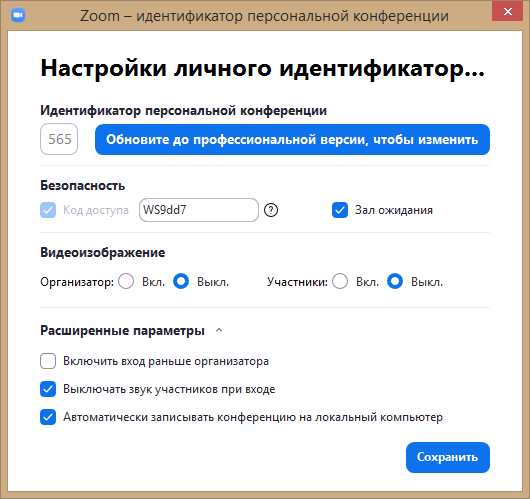 Zoom – идентификатор персональной конференции
Настройки личного идентификатор...
Идентификатор персональной конференции
565 Обновите до профессиональной версии, чтобы изменить
Безопасность
Код доступа WS9dd7 ? Зал ожидания
Видеоизображение
Организатор: Вкл. Выкл. Участники: Вкл. Выкл.
Расширенные параметры
Включить вход раньше организатора
Выключать звук участников при входе
Автоматически записывать конференцию на локальный компьютер
Сохранить